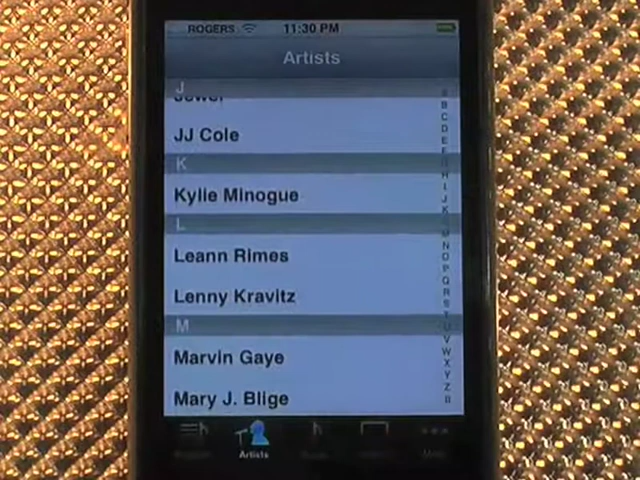 ROGERS 11:30 PM
Artists
J
Jewel
JJ Cole
K
Kylie Minogue
L
Leann Rimes
Lenny Kravitz
M
Marvin Gaye
Mary J. Blige
B
C
D
E
H
I
J
K
M
N
O
P
Q
R
S
T
U
V
W
X
Y
Z
Artists